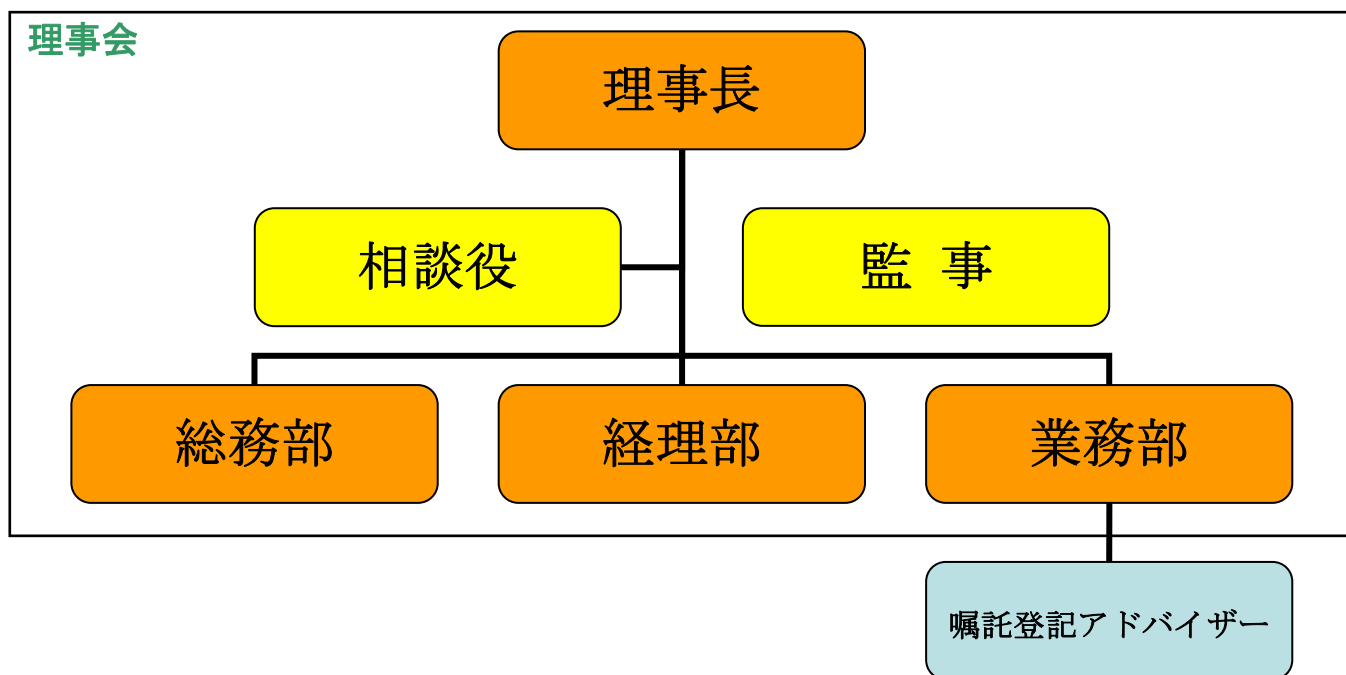 理事会
理事長
相談役
監 事
総務部
経理部
業務部
嘱託登記アドバイザー